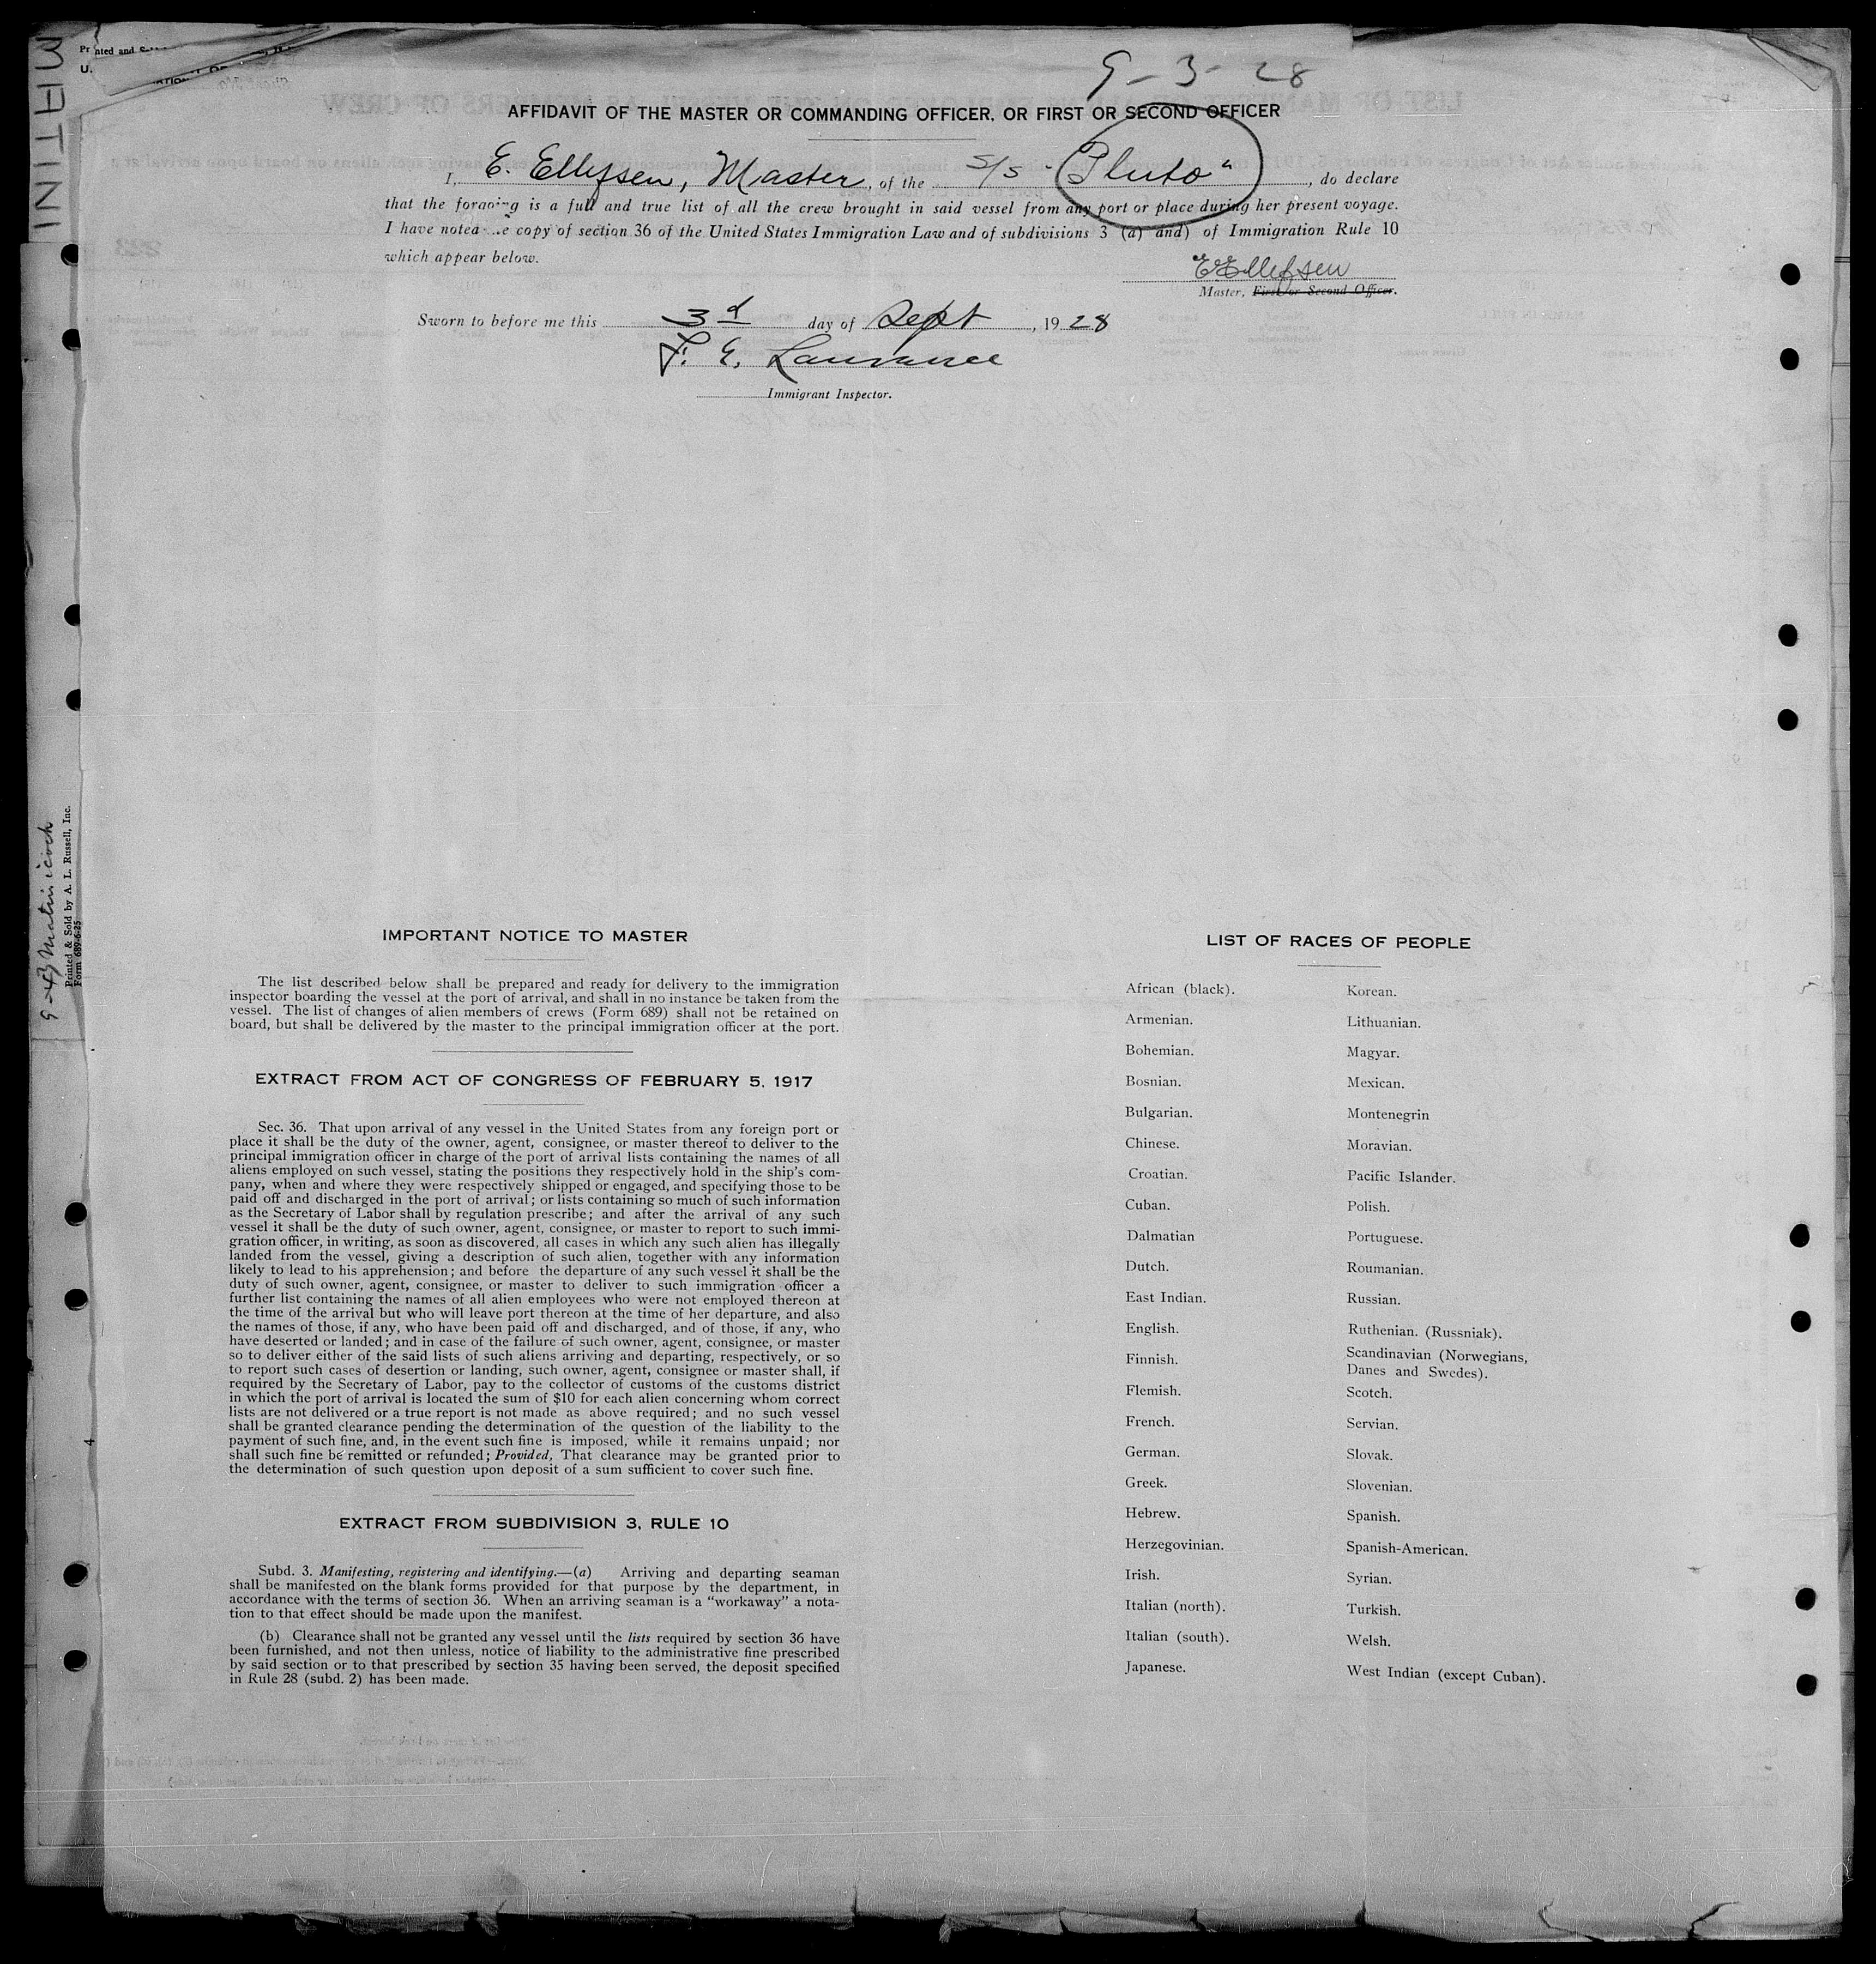 9-3-28
AFFIDAVIT OF THE MASTER OR COMMANDING OFFICER, OR FIRST OR SECOND OFFICER
I, E. Ellefsen, Master, of the S/S "Pluto", do declare
that the foregoing is a full and true list of all the crew brought in said vessel from any port or place during her present voyage.
I have noted copy of section 36 of the United States Immigration Law and of subdivisions 3 (a) and) of Immigration Rule 10
which appear below.
E Ellefsen
Master, First or Second Officer.
Sworn to before me this 3d day of Sept, 1928
F. E. Lawrence
Immigrant Inspector.
IMPORTANT NOTICE TO MASTER
The list described below shall be prepared and ready for delivery to the immigration
inspector boarding the vessel at the port of arrival, and shall in no instance be taken from the
vessel. The list of changes of alien members of crews (Form 689) shall not be retained on
board, but shall be delivered by the master to the principal immigration officer at the port.
EXTRACT FROM ACT OF CONGRESS OF FEBRUARY 5, 1917
Sec. 36. That upon arrival of any vessel in the United States from any foreign port or
place it shall be the duty of the owner, agent, consignee, or master thereof to deliver to the
principal immigration officer in charge of the port of arrival lists containing the names of all
aliens employed on such vessel, stating the positions they respectively hold in the ship's com-
pany, when and where they were respectively shipped or engaged, and specifying those to be
paid off and discharged in the port of arrival; or lists containing so much of such information
as the Secretary of Labor shall by regulation prescribe; and after the arrival of any such
vessel it shall be the duty of such owner, agent, consignee, or master to report to such immi-
gration officer, in writing, as soon as discovered, all cases in which any such alien has illegally
landed from the vessel, giving a description of such alien, together with any information
likely to lead to his apprehension; and before the departure of any such vessel it shall be the
duty of such owner, agent, consignee, or master to deliver to such immigration officer a
further list containing the names of all alien employees who were not employed thereon at
the time of the arrival but who will leave port thereon at the time of her departure, and also
the names of those, if any, who have been paid off and discharged, and of those, if any, who
have deserted or landed; and in case of the failure of such owner, agent, consignee, or master
so to deliver either of the said lists of such aliens arriving and departing, respectively, or so
to report such cases of desertion or landing, such owner, agent, consignee or master shall, if
required by the Secretary of Labor, pay to the collector of customs of the customs district
in which the port of arrival is located the sum of $10 for each alien concerning whom correct
lists are not delivered or a true report is not made as above required; and no such vessel
shall be granted clearance pending the determination of the question of the liability to the
payment of such fine, and, in the event such fine is imposed, while it remains unpaid; nor
shall such fine be remitted or refunded; Provided, That clearance may be granted prior to
the determination of such question upon deposit of a sum sufficient to cover such fine.
EXTRACT FROM SUBDIVISION 3, RULE 10
Subd. 3. Manifesting, registering and identifying.—(a) Arriving and departing seaman
shall be manifested on the blank forms provided for that purpose by the department, in
accordance with the terms of section 36. When an arriving seaman is a "workaway" a nota-
tion to that effect should be made upon the manifest.
(b) Clearance shall not be granted any vessel until the lists required by section 36 have
been furnished, and not then unless, notice of liability to the administrative fine prescribed
by said section or to that prescribed by section 35 having been served, the deposit specified
in Rule 28 (subd. 2) has been made.
LIST OF RACES OF PEOPLE
African (black).
Armenian.
Bohemian.
Bosnian.
Bulgarian.
Chinese.
Croatian.
Cuban.
Dalmatian
Dutch.
East Indian.
English.
Finnish.
Flemish.
French.
German.
Greek.
Hebrew.
Herzegovinian.
Irish.
Italian (north).
Italian (south).
Japanese.
Korean.
Lithuanian.
Magyar.
Mexican.
Montenegrin
Moravian.
Pacific Islander.
Polish.
Portuguese.
Roumanian.
Russian.
Ruthenian. (Russniak).
Scandinavian (Norwegians,
Danes and Swedes).
Scotch.
Servian.
Slovak.
Slovenian.
Spanish.
Spanish-American.
Syrian.
Turkish.
Welsh.
West Indian (except Cuban).
MATINI
Printed & Sold by A. L. Russell, Inc.
Form 689-6-25
4